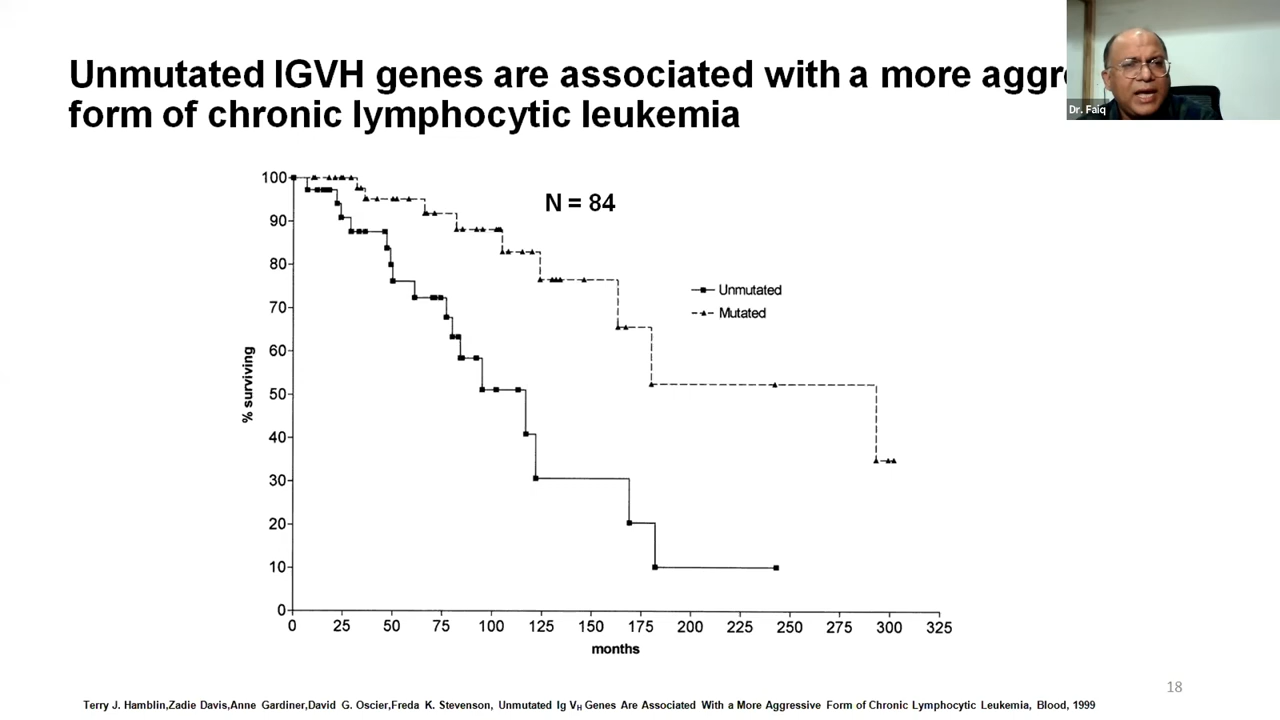 Unmutated IGVH genes are associated with a more aggre
form of chronic lymphocytic leukemia
Dr. Faiq
N = 84
Unmutated
Mutated
% surviving
100
90
80
70
60
50
40
30
20
10
0
0 25 50 75 100 125 150 175 200 225 250 275 300 325
months
18
Terry J. Hamblin,Zadie Davis,Anne Gardiner,David G. Oscier,Freda K. Stevenson, Unmutated Ig VH Genes Are Associated With a More Aggressive Form of Chronic Lymphocytic Leukemia, Blood, 1999